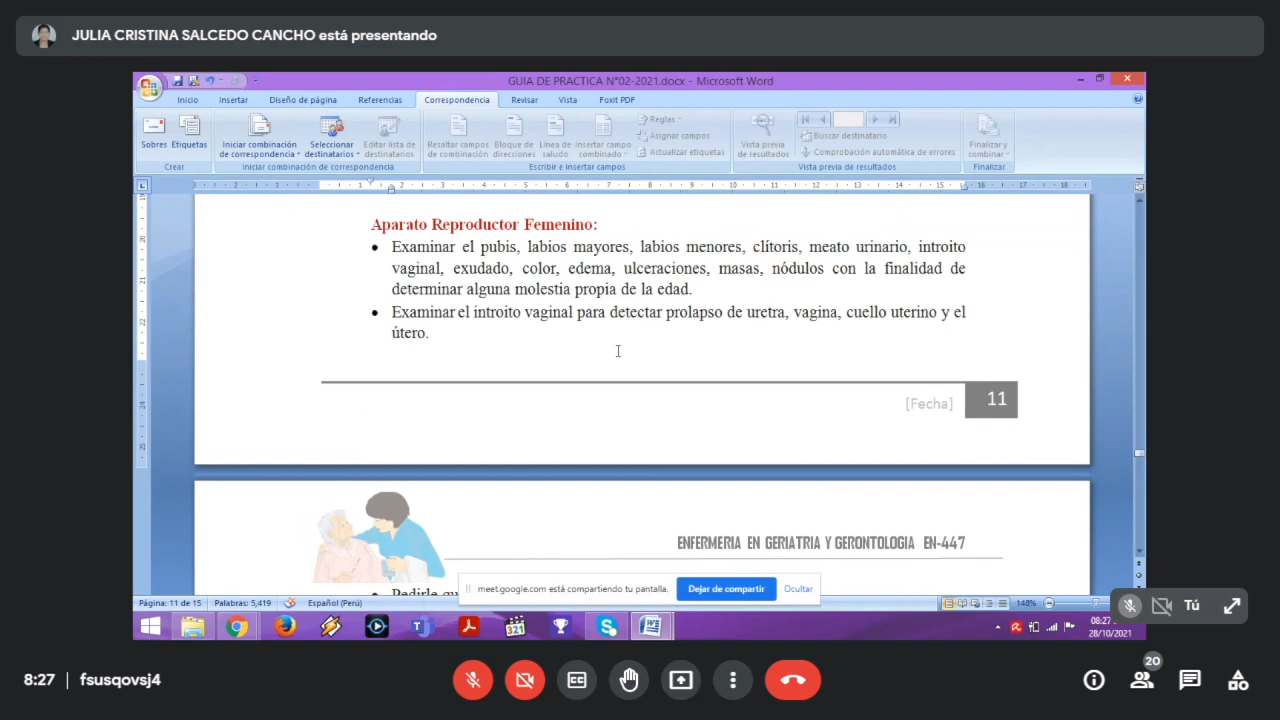 JULIA CRISTINA SALCEDO CANCHO está presentando
GUIA DE PRACTICA N°02-2021.docx - Microsoft Word
Inicio Insertar Diseño de página Referencias Correspondencia Revisar Vista Foxit PDF
Sobres Etiquetas
Crear
Iniciar combinación de correspondencia
Seleccionar destinatarios
Editar lista de destinatarios
Iniciar combinación de correspondencia
Resaltar campos de combinación
Bloque de direcciones
Línea de saludo
Insertar campo combinado
Reglas
Asignar campos
Actualizar etiquetas
Escribir e insertar campos
Vista previa de resultados
Buscar destinatario
Comprobación automática de errores
Vista previa de resultados
Finalizar y combinar
Finalizar
Aparato Reproductor Femenino:
• Examinar el pubis, labios mayores, labios menores, clítoris, meato urinario, introito
vaginal, exudado, color, edema, ulceraciones, masas, nódulos con la finalidad de
determinar alguna molestia propia de la edad.
• Examinar el introito vaginal para detectar prolapso de uretra, vagina, cuello uterino y el
útero.
[Fecha] 11
ENFERMERIA EN GERIATRIA Y GERONTOLOGIA EN-447
• Pedirle
meet.google.com está compartiendo tu pantalla. Dejar de compartir Ocultar
Página: 11 de 15 Palabras: 5,419 Español (Perú) 148%
Tú
321
08:27
28/10/2021
8:27 | fsusqovsj4
20